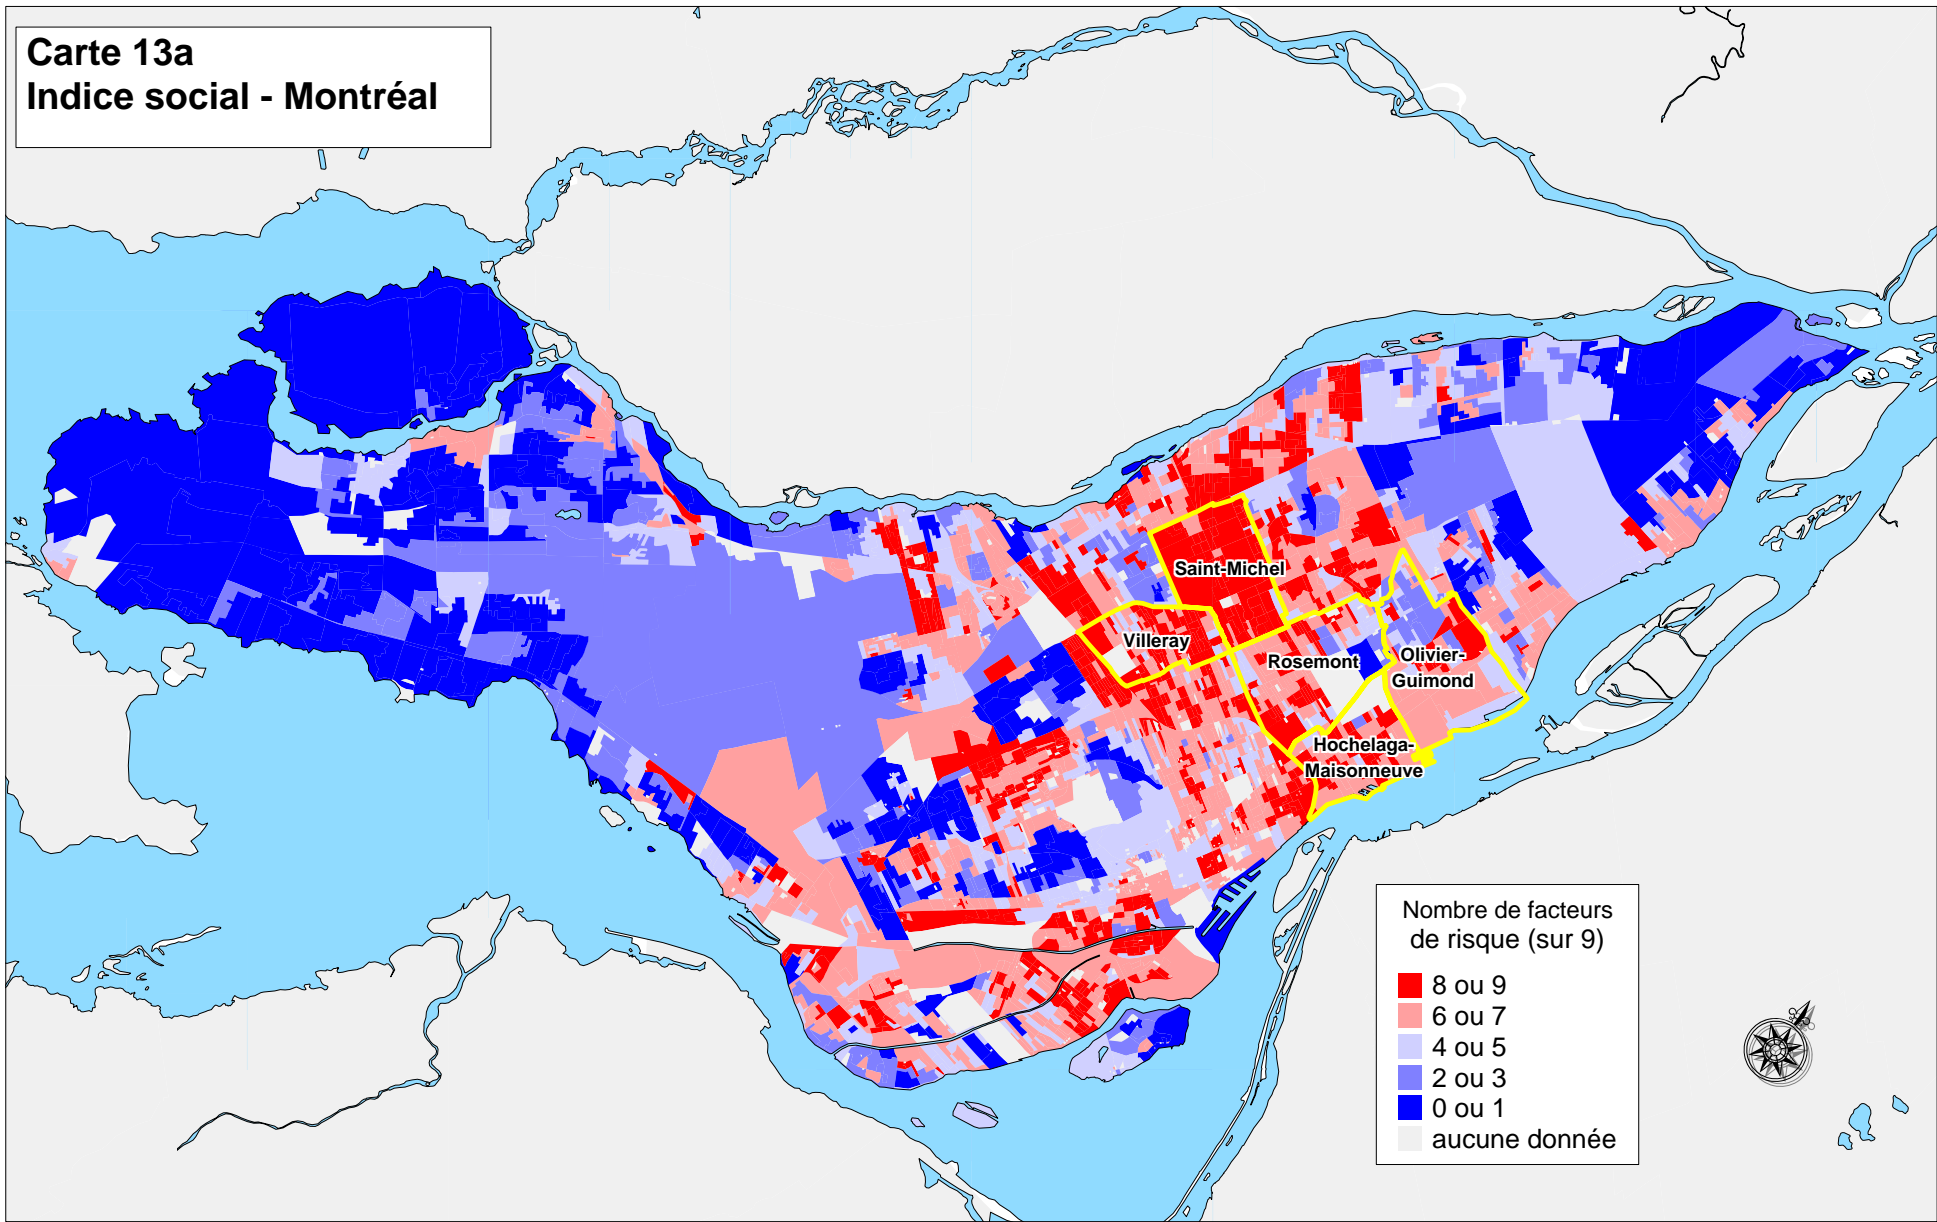 Carte 13a
Indice social - Montréal
Saint-Michel
Villeray
Rosemont
Olivier-
Guimond
Hochelaga-
Maisonneuve
Nombre de facteurs
de risque (sur 9)
8 ou 9
6 ou 7
4 ou 5
2 ou 3
0 ou 1
aucune donnée